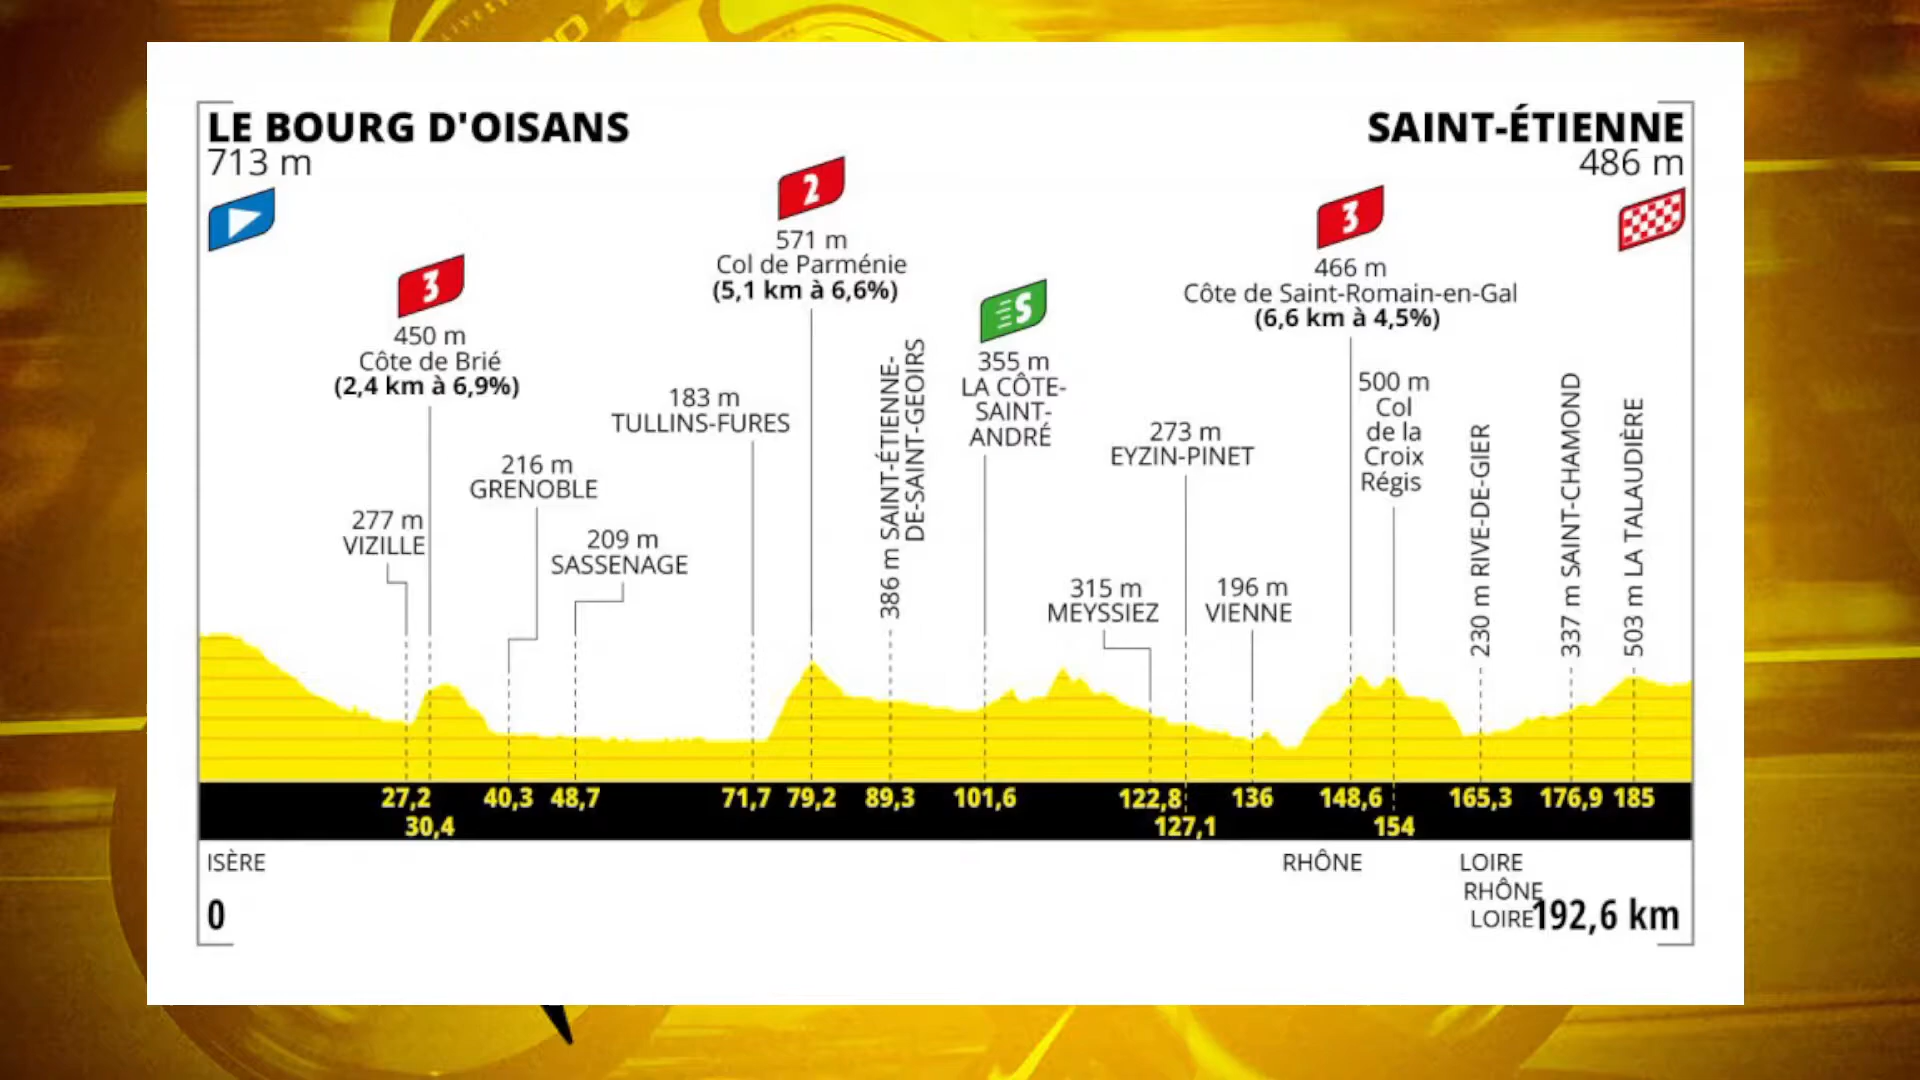 LE BOURG D'OISANS
713 m
SAINT-ÉTIENNE
486 m
3
450 m
Côte de Brié
(2,4 km à 6,9%)
2
571 m
Col de Parménie
(5,1 km à 6,6%)
S
355 m
LA CÔTE-
SAINT-
ANDRÉ
3
466 m
Côte de Saint-Romain-en-Gal
(6,6 km à 4,5%)
500 m
Col
de la
Croix
Régis
277 m
VIZILLE
216 m
GRENOBLE
209 m
SASSENAGE
183 m
TULLINS-FURES
386 m SAINT-ÉTIENNE-
DE-SAINT-GEOIRS
315 m
MEYSSIEZ
273 m
EYZIN-PINET
196 m
VIENNE
230 m RIVE-DE-GIER
337 m SAINT-CHAMOND
503 m LA TALAUDIÈRE
27,2 40,3 48,7 71,7 79,2 89,3 101,6 122,8 136 148,6 165,3 176,9 185
30,4 127,1 154
ISÈRE RHÔNE LOIRE
RHÔNE
LOIRE
0 192,6 km